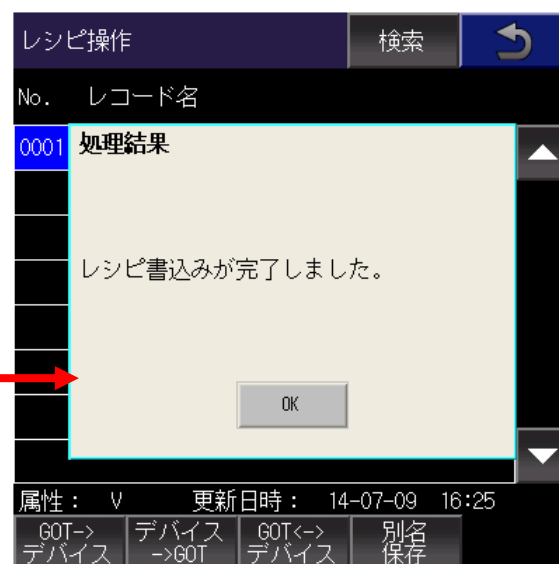 レシピ操作 検索
No. レコード名
0001
処理結果
レシピ書込みが完了しました。
OK
属性： V 更新日時： 14-07-09 16:25
GOT-> デバイス GOT<-> 別名
デバイス ->GOT デバイス 保存